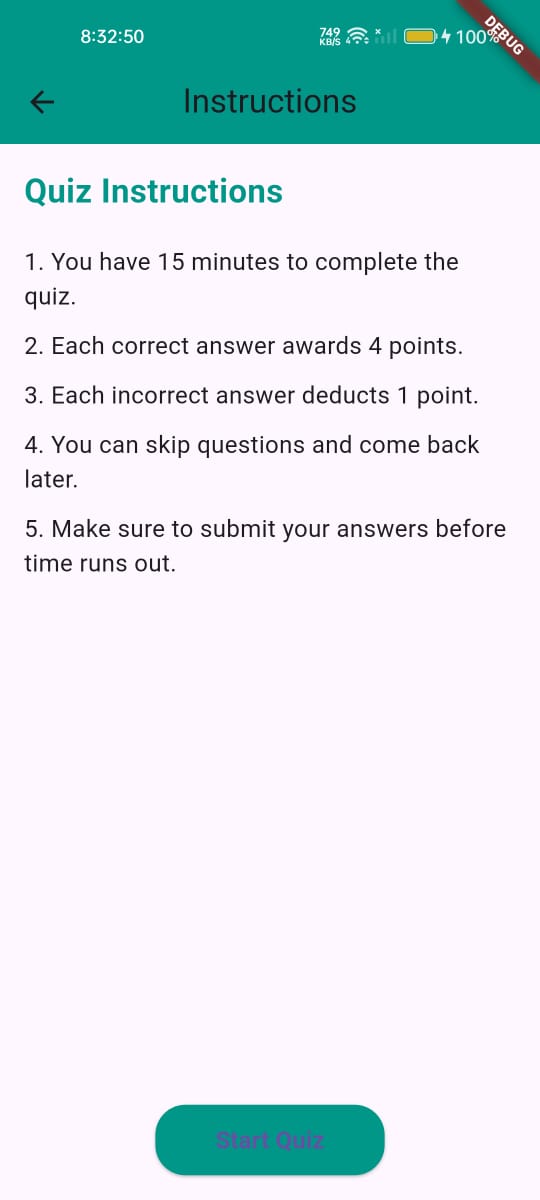 8:32:50
749
KB/S
100%
DEBUG
Instructions
Quiz Instructions
1. You have 15 minutes to complete the
quiz.
2. Each correct answer awards 4 points.
3. Each incorrect answer deducts 1 point.
4. You can skip questions and come back
later.
5. Make sure to submit your answers before
time runs out.
Start Quiz